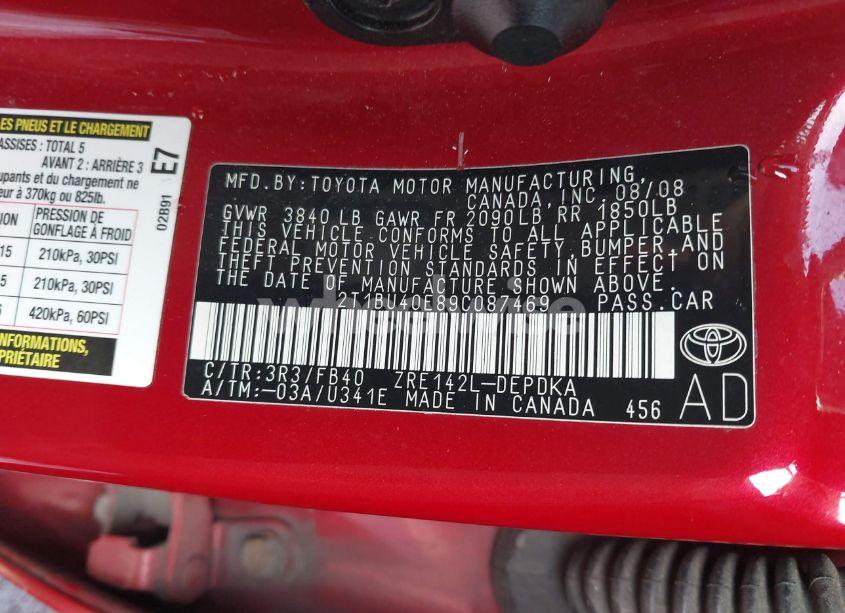 LES PNEUS ET LE CHARGEMENT
ASSISES : TOTAL 5
AVANT 2 : ARRIÈRE 3
upants et du chargement ne
eur à 370kg ou 825lb.
ION PRESSION DE GONFLAGE À FROID
15 210kPa, 30PSI
5 210kPa, 30PSI
6 420kPa, 60PSI
INFORMATIONS,
PRIÉTAIRE
02B91 E7
MFD.BY:TOYOTA MOTOR MANUFACTURING,
CANADA, INC. 08/08
GVWR 3840 LB GAWR FR 2090LB RR 1850LB
THIS VEHICLE CONFORMS TO ALL APPLICABLE
FEDERAL MOTOR VEHICLE SAFETY,BUMPER,AND
THEFT PREVENTION STANDARDS IN EFFECT ON
THE DATE OF MANUFACTURE SHOWN ABOVE.
2T1BU40E89C087469 PASS.CAR
C/TR:3R3/FB40 ZRE142L-DEPDKA
A/TM:-03A/U341E MADE IN CANADA 456
AD